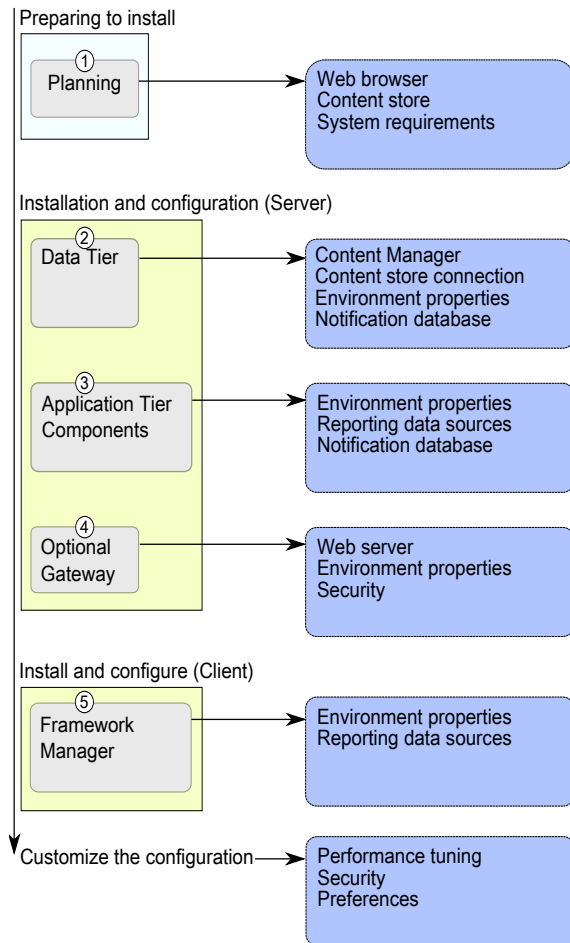 Preparing to install
1
Planning
Web browser
Content store
System requirements
Installation and configuration (Server)
2
Data Tier
Content Manager
Content store connection
Environment properties
Notification database
3
Application Tier
Components
Environment properties
Reporting data sources
Notification database
4
Optional
Gateway
Web server
Environment properties
Security
Install and configure (Client)
5
Framework
Manager
Environment properties
Reporting data sources
Customize the configuration
Performance tuning
Security
Preferences